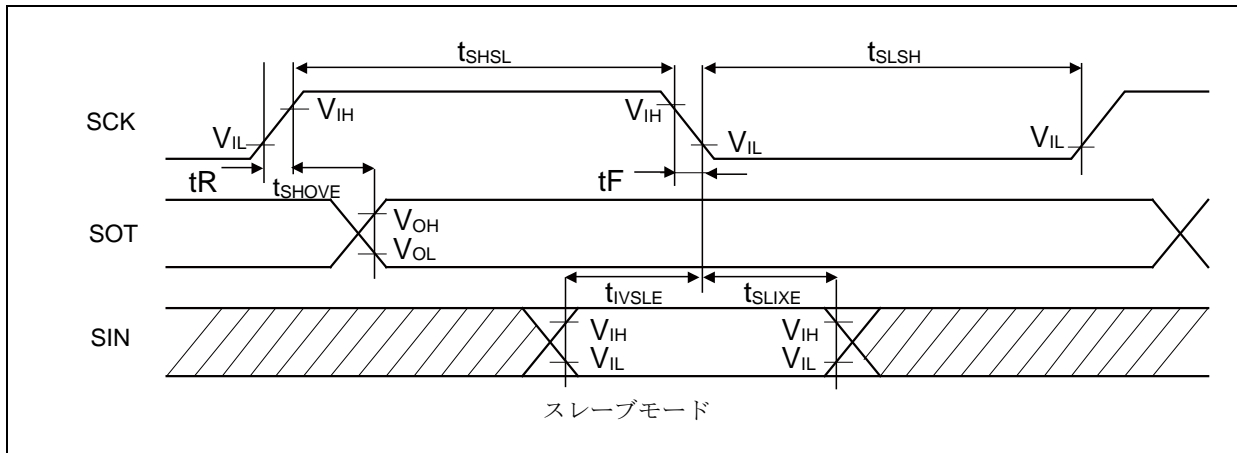 tSHSL
tSLSH
SCK
VIH
VIH
VIL
VIL
VIL
tR
tSHOVE
tF
SOT
VOH
VOL
tIVSLE
tSLIXE
SIN
VIH
VIH
VIL
VIL
スレーブモード